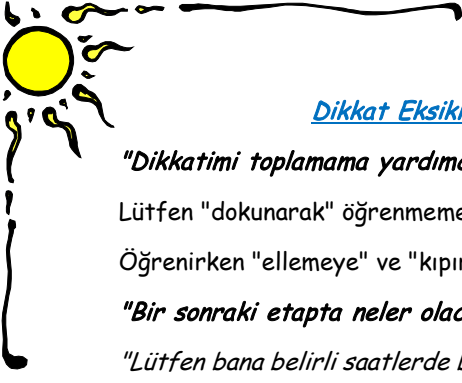 Dikkat Eksikl
"Dikkatimi toplamama yardım
Lütfen "dokunarak" öğrenmeme
Öğrenirken "ellemeye" ve "kıpır
"Bir sonraki etapta neler olac
"Lütfen bana belirli saatlerde